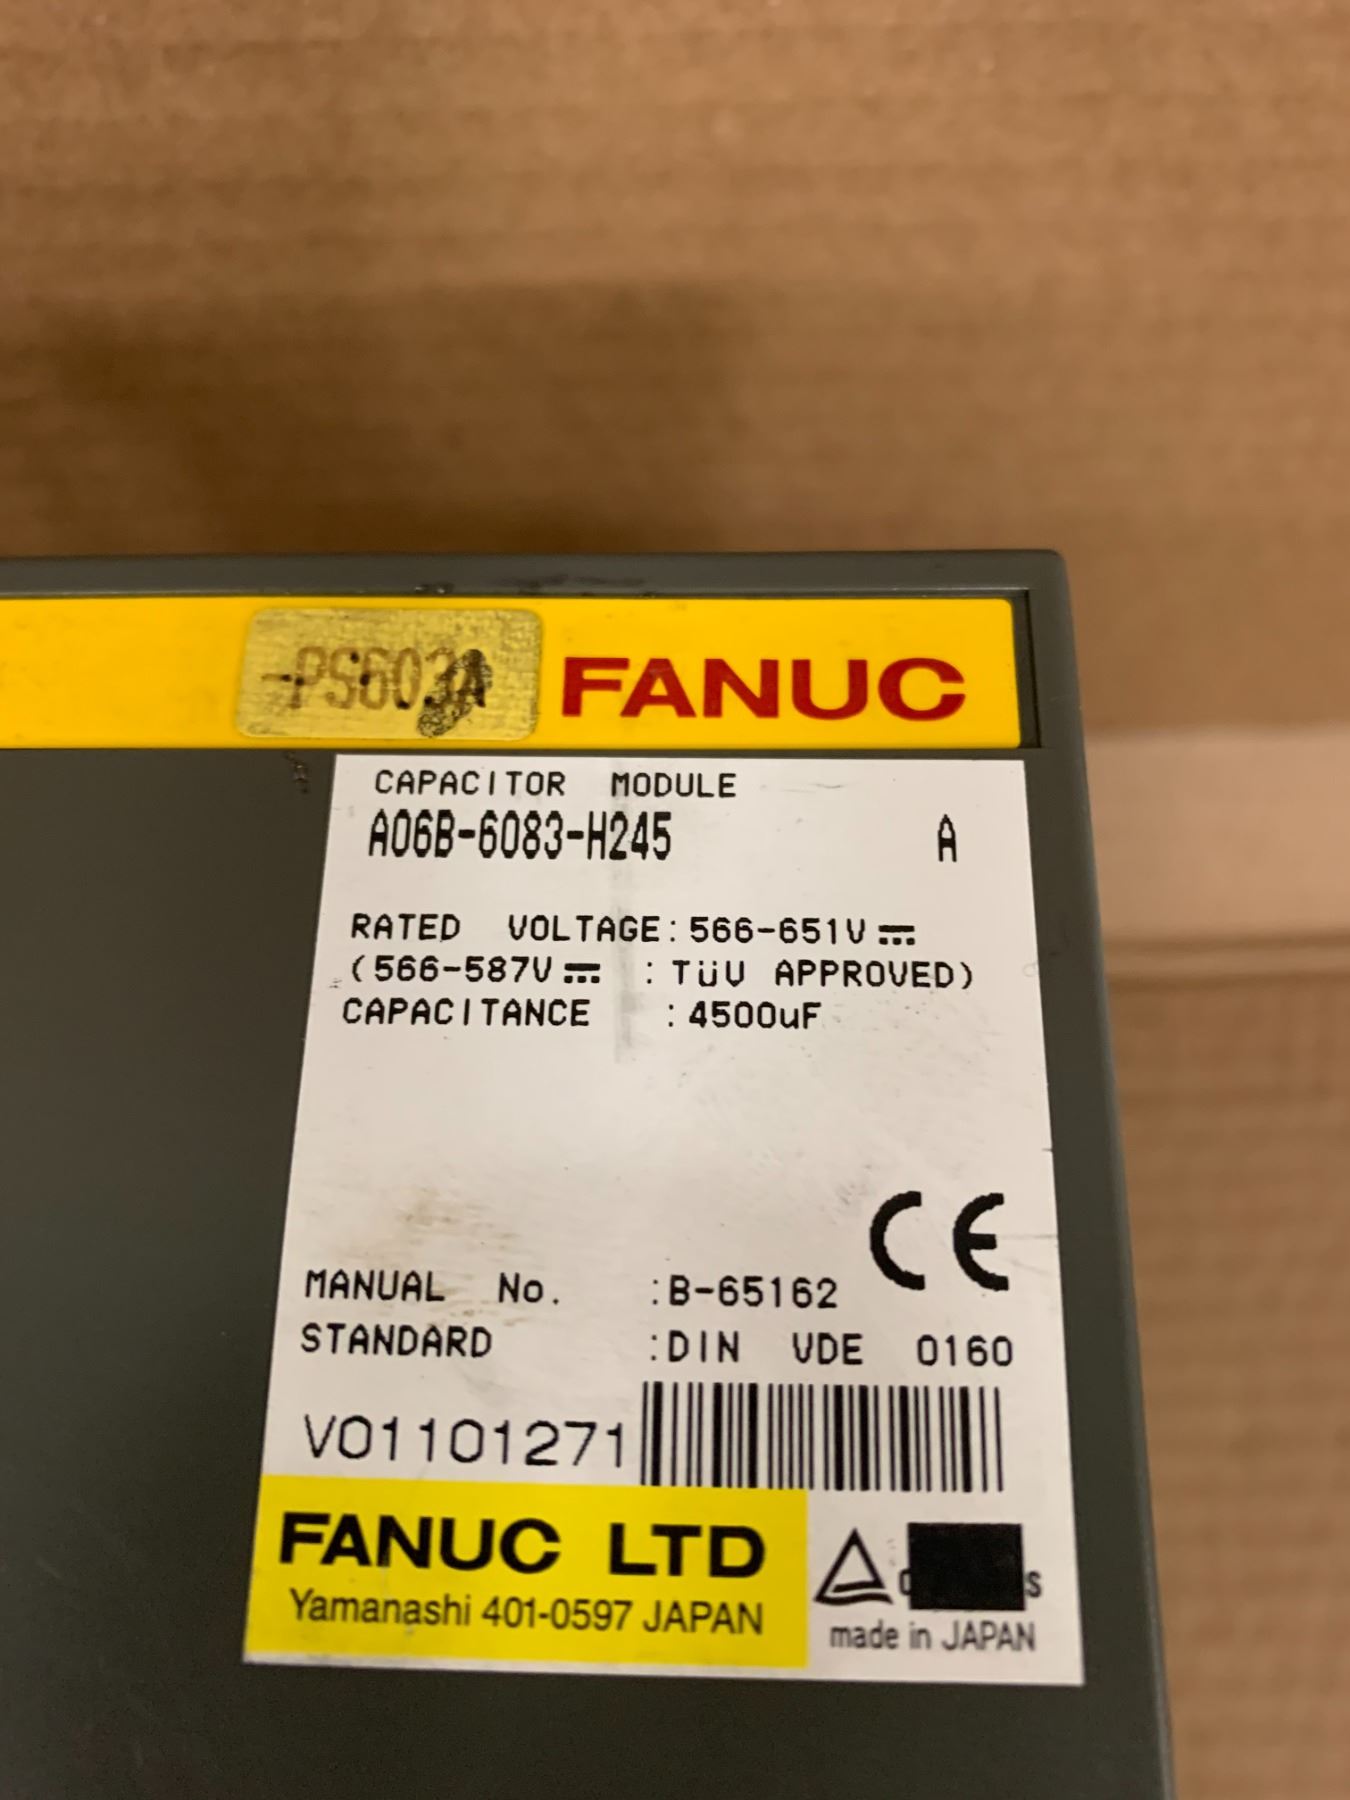 -PS603A
FANUC
CAPACITOR MODULE
A06B-6083-H245 A
RATED VOLTAGE:566-651V⎓
(566-587V⎓ :TüV APPROVED)
CAPACITANCE :4500uF
CE
MANUAL No. :B-65162
STANDARD :DIN VDE 0160
V01101271
FANUC LTD
Yamanashi 401-0597 JAPAN
made in JAPAN